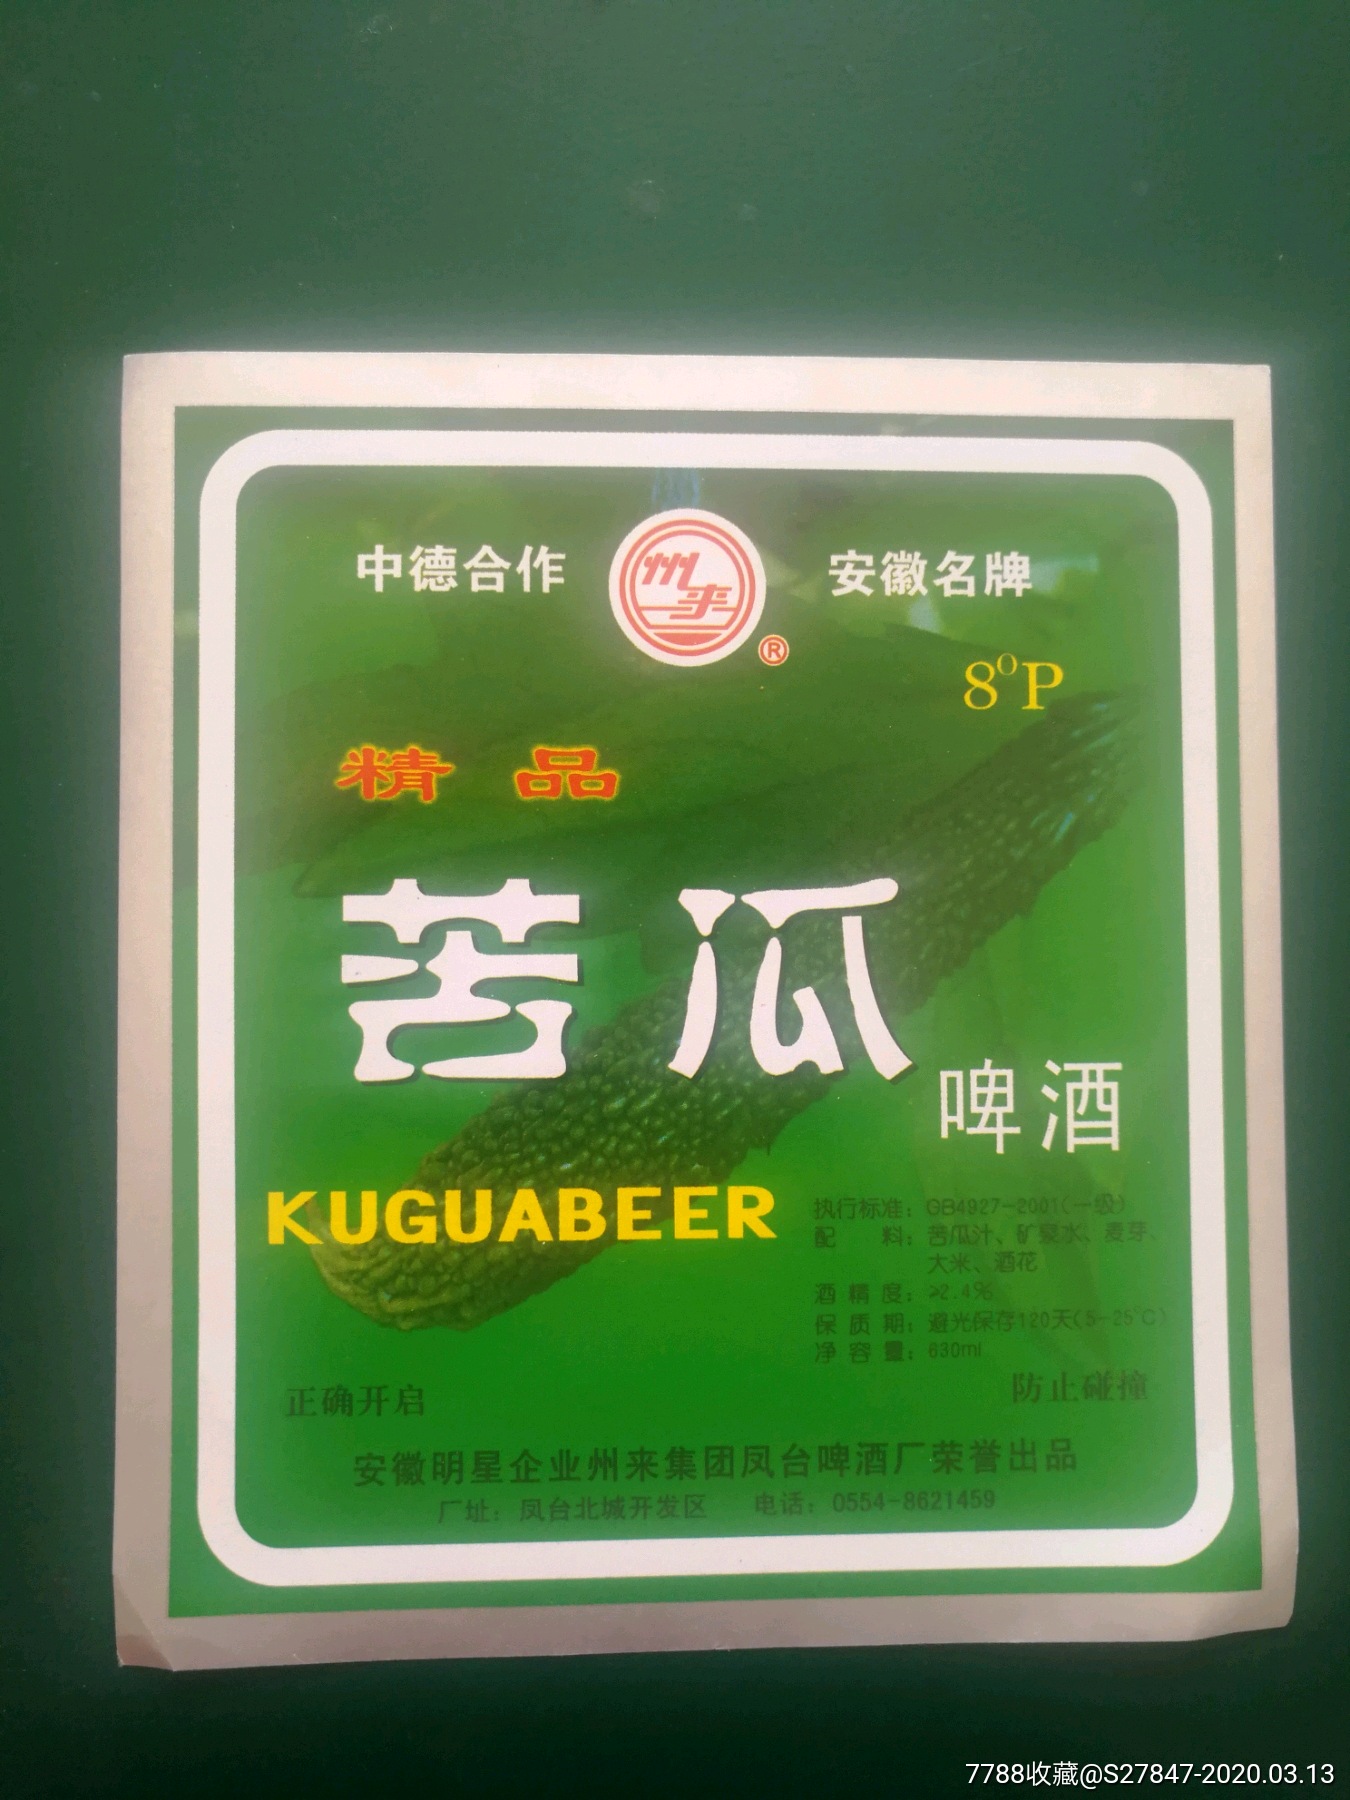 中德合作
州来
®
安徽名牌
8⁰P
精品
苦瓜
啤酒
KUGUABEER
执行标准：GB4927-2001(一级)
配料：苦瓜汁、矿泉水、麦芽、
大米、酒花
酒精度：≥2.4%
保质期：避光保存120天(5-25℃)
净容量：630ml
正确开启
防止碰撞
安徽明星企业州来集团凤台啤酒厂荣誉出品
厂址：凤台北城开发区 电话：0554-8621459
7788收藏@S27847-2020.03.13